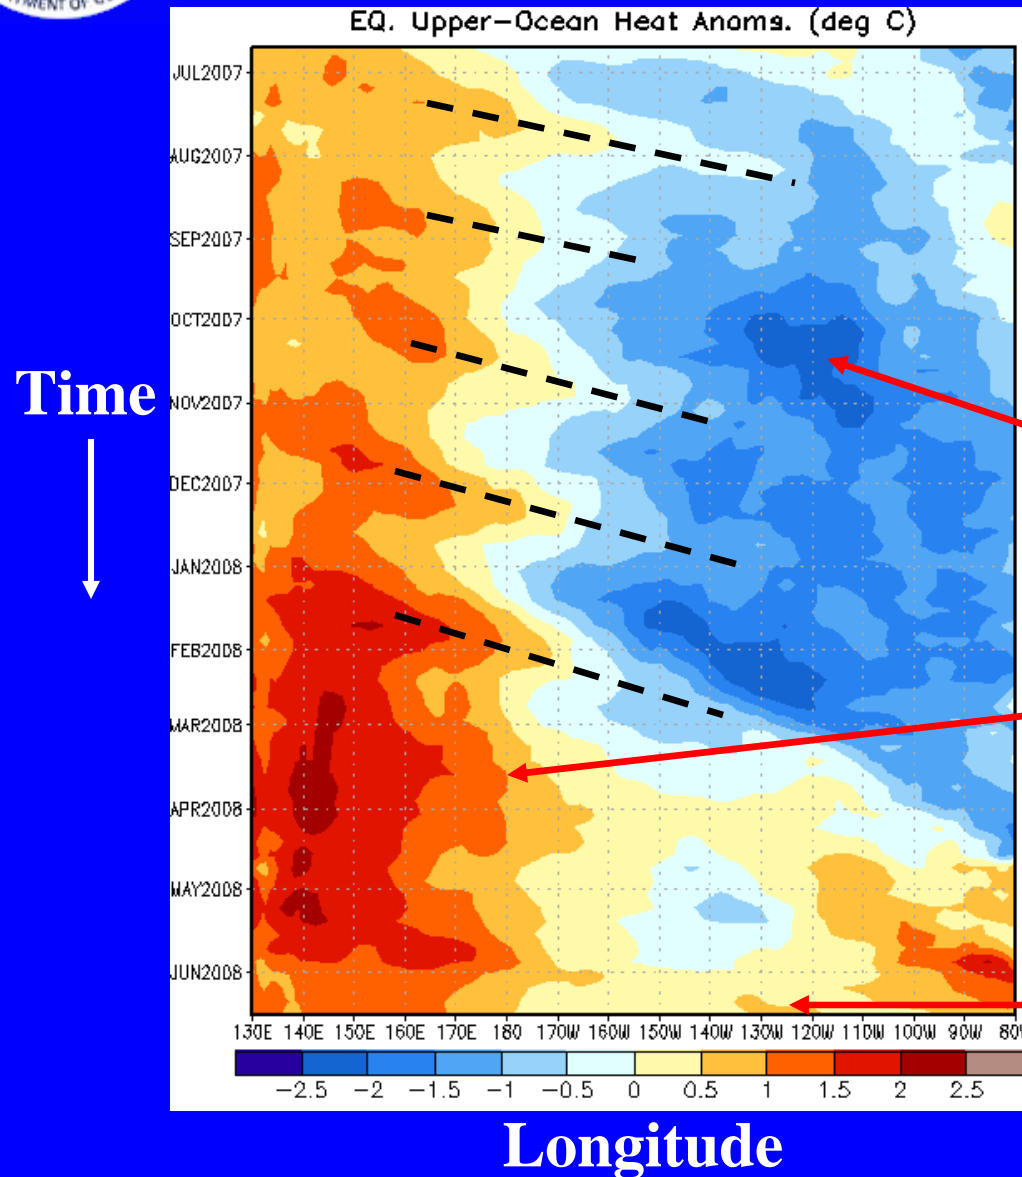 EQ. Upper-Ocean Heat Anoms. (deg C)
JUL2007
AUG2007
SEP2007
OCT2007
Time
NOV2007
DEC2007
JAN2008
FEB2008
MAR2008
APR2008
MAY2008
JUN2008
130E 140E 150E 160E 170E 180 170W 160W 150W 140W 130W 120W 110W 100W 90W
-2.5 -2 -1.5 -1 -0.5 0 0.5 1 1.5 2 2.5
Longitude